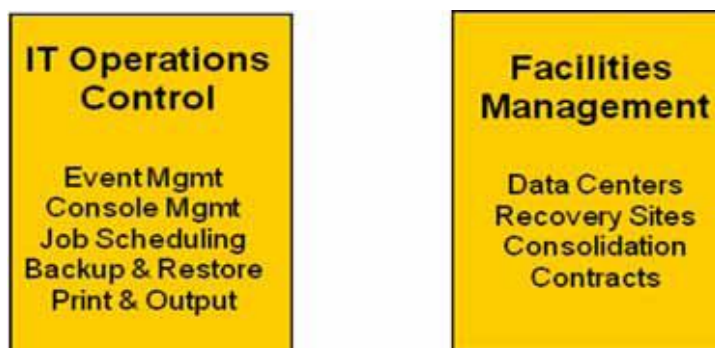 IT Operations
Control
Event Mgmt
Console Mgmt
Job Scheduling
Backup & Restore
Print & Output
Facilities
Management
Data Centers
Recovery Sites
Consolidation
Contracts